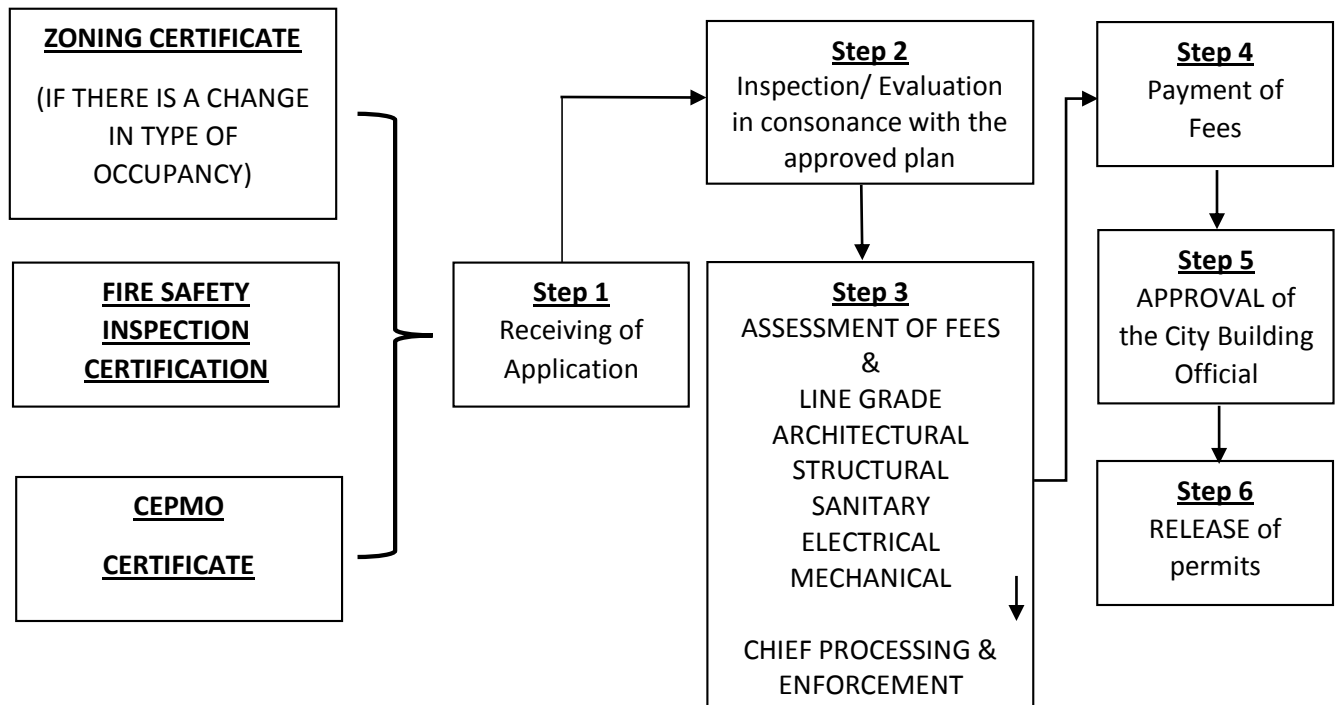 ZONING CERTIFICATE
(IF THERE IS A CHANGE
IN TYPE OF
OCCUPANCY)
FIRE SAFETY
INSPECTION
CERTIFICATION
CEPMO
CERTIFICATE
Step 1
Receiving of
Application
Step 2
Inspection/ Evaluation
in consonance with the
approved plan
Step 3
ASSESSMENT OF FEES
&
LINE GRADE
ARCHITECTURAL
STRUCTURAL
SANITARY
ELECTRICAL
MECHANICAL
CHIEF PROCESSING &
ENFORCEMENT
Step 4
Payment of
Fees
Step 5
APPROVAL of
the City Building
Official
Step 6
RELEASE of
permits